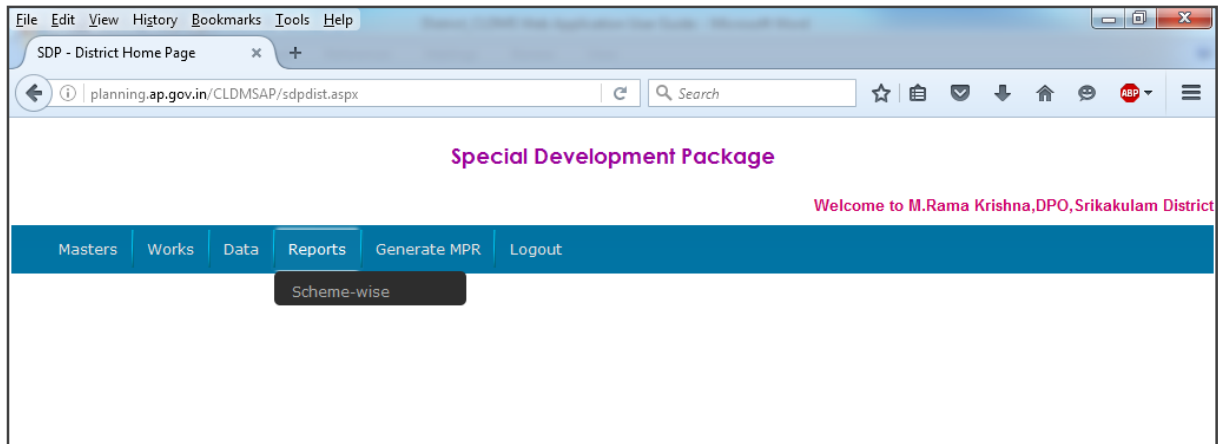 File Edit View History Bookmarks Tools Help
SDP - District Home Page × +
planning.ap.gov.in/CLDMSAP/sdpdist.aspx Search ABP
Special Development Package
Welcome to M.Rama Krishna,DPO,Srikakulam District
Masters Works Data Reports Generate MPR Logout
Scheme-wise